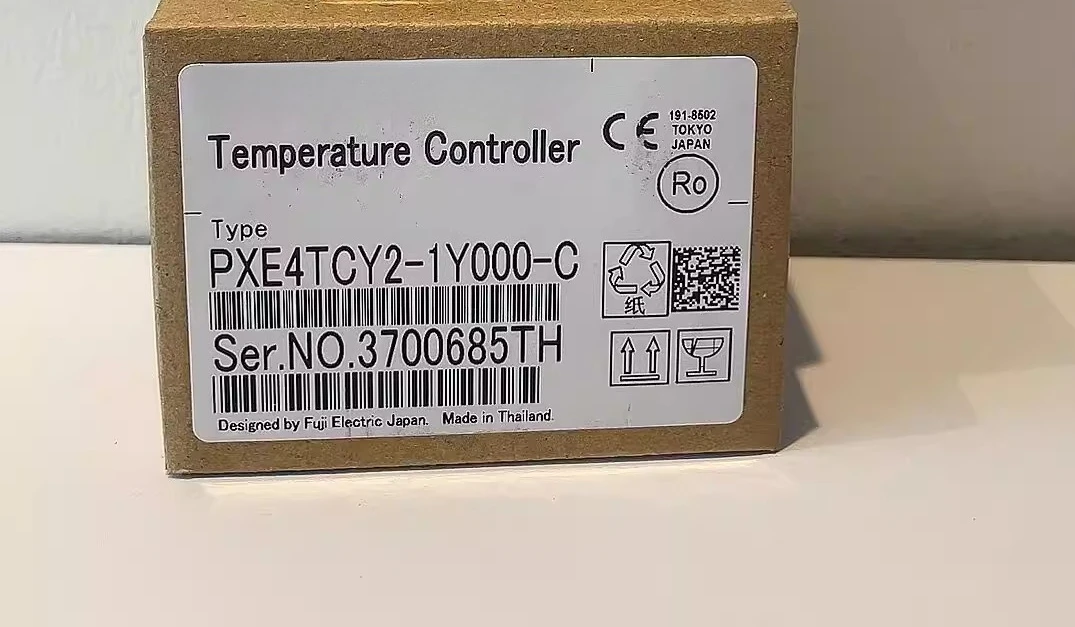 Temperature Controller
CE
191-8502
TOKYO
JAPAN
Ro
Type
PXE4TCY2-1Y000-C
纸
Ser.NO.3700685TH
Designed by Fuji Electric Japan. Made in Thailand.